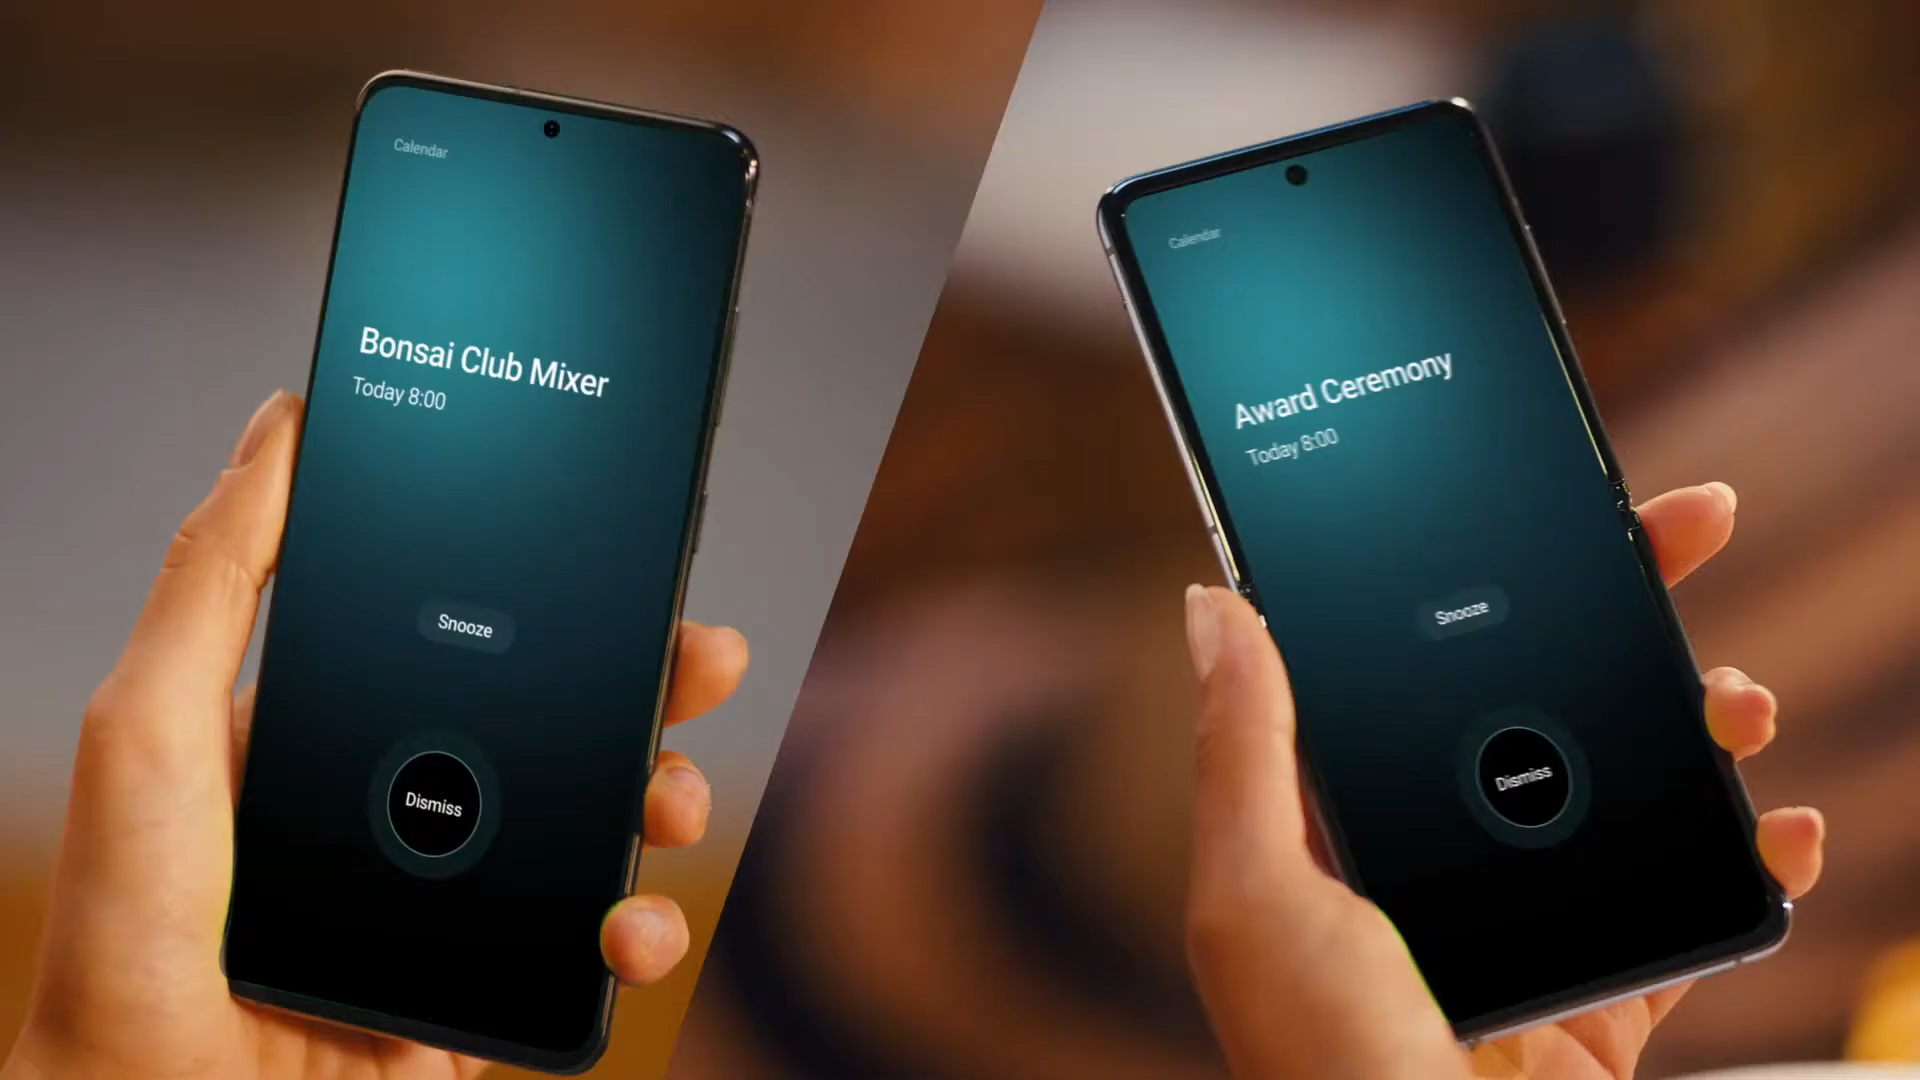 Calendar
Bonsai Club Mixer
Today 8:00
Snooze
Dismiss
Calendar
Award Ceremony
Today 8:00
Snooze
Dismiss